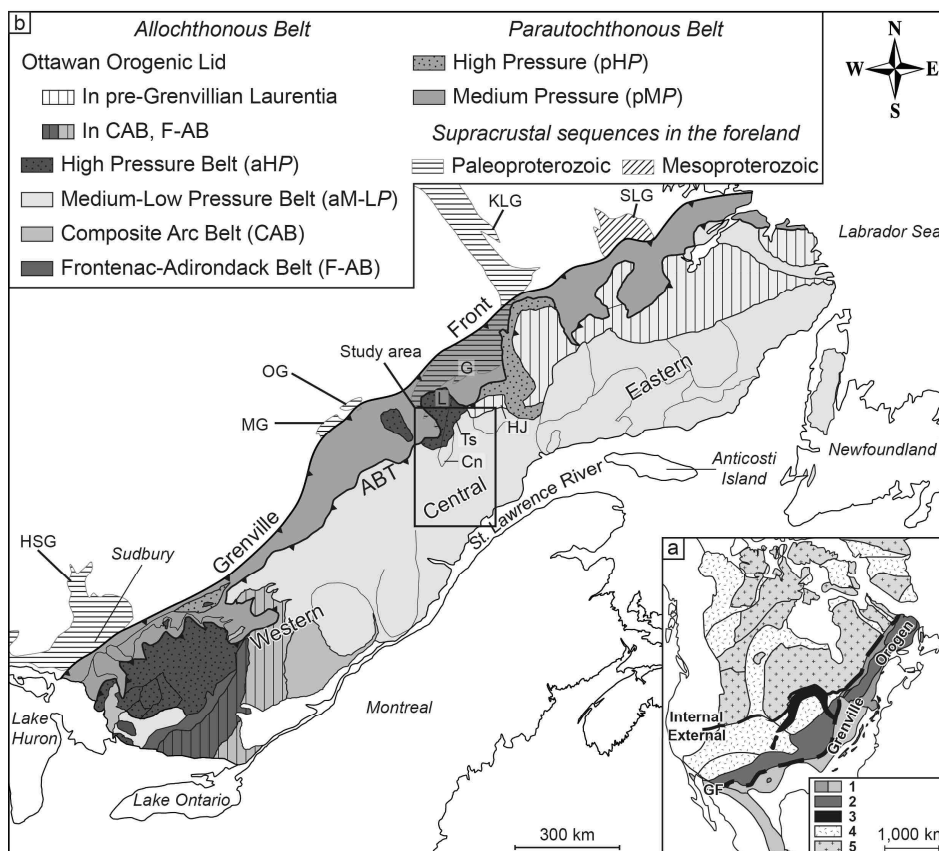 b
Allochthonous Belt
Ottawan Orogenic Lid
In pre-Grenvillian Laurentia
In CAB, F-AB
High Pressure Belt (aHP)
Medium-Low Pressure Belt (aM-LP)
Composite Arc Belt (CAB)
Frontenac-Adirondack Belt (F-AB)
Parautochthonous Belt
High Pressure (pHP)
Medium Pressure (pMP)
Supracrustal sequences in the foreland
Paleoproterozoic
Mesoproterozoic
N
W
E
S
KLG
SLG
Labrador Sea
Front
Study area
G
OG
L
Eastern
MG
HJ
Ts
ABT
Cn
Newfoundland
Anticosti
Island
Central
St. Lawrence River
Grenville
HSG
Sudbury
Western
Montreal
Lake
Huron
Lake Ontario
300 km
a
Orogen
Internal
External
Grenville
GF
1
2
3
4
5
1,000 km